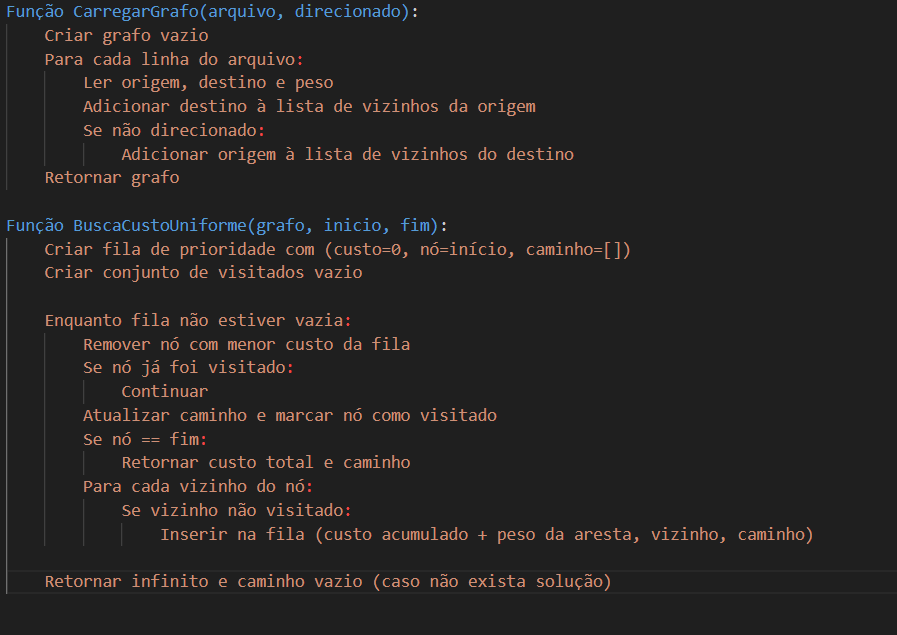 Função CarregarGrafo(arquivo, direcionado):
Criar grafo vazio
Para cada linha do arquivo:
Ler origem, destino e peso
Adicionar destino à lista de vizinhos da origem
Se não direcionado:
Adicionar origem à lista de vizinhos do destino
Retornar grafo
Função BuscaCustoUniforme(grafo, inicio, fim):
Criar fila de prioridade com (custo=0, nó=início, caminho=[])
Criar conjunto de visitados vazio
Enquanto fila não estiver vazia:
Remover nó com menor custo da fila
Se nó já foi visitado:
Continuar
Atualizar caminho e marcar nó como visitado
Se nó == fim:
Retornar custo total e caminho
Para cada vizinho do nó:
Se vizinho não visitado:
Inserir na fila (custo acumulado + peso da aresta, vizinho, caminho)
Retornar infinito e caminho vazio (caso não exista solução)